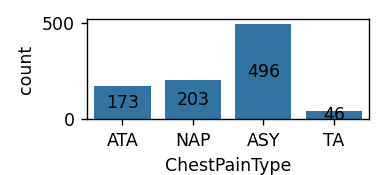 500
count
0
173
203
496
46
ATA NAP ASY TA
ChestPainType